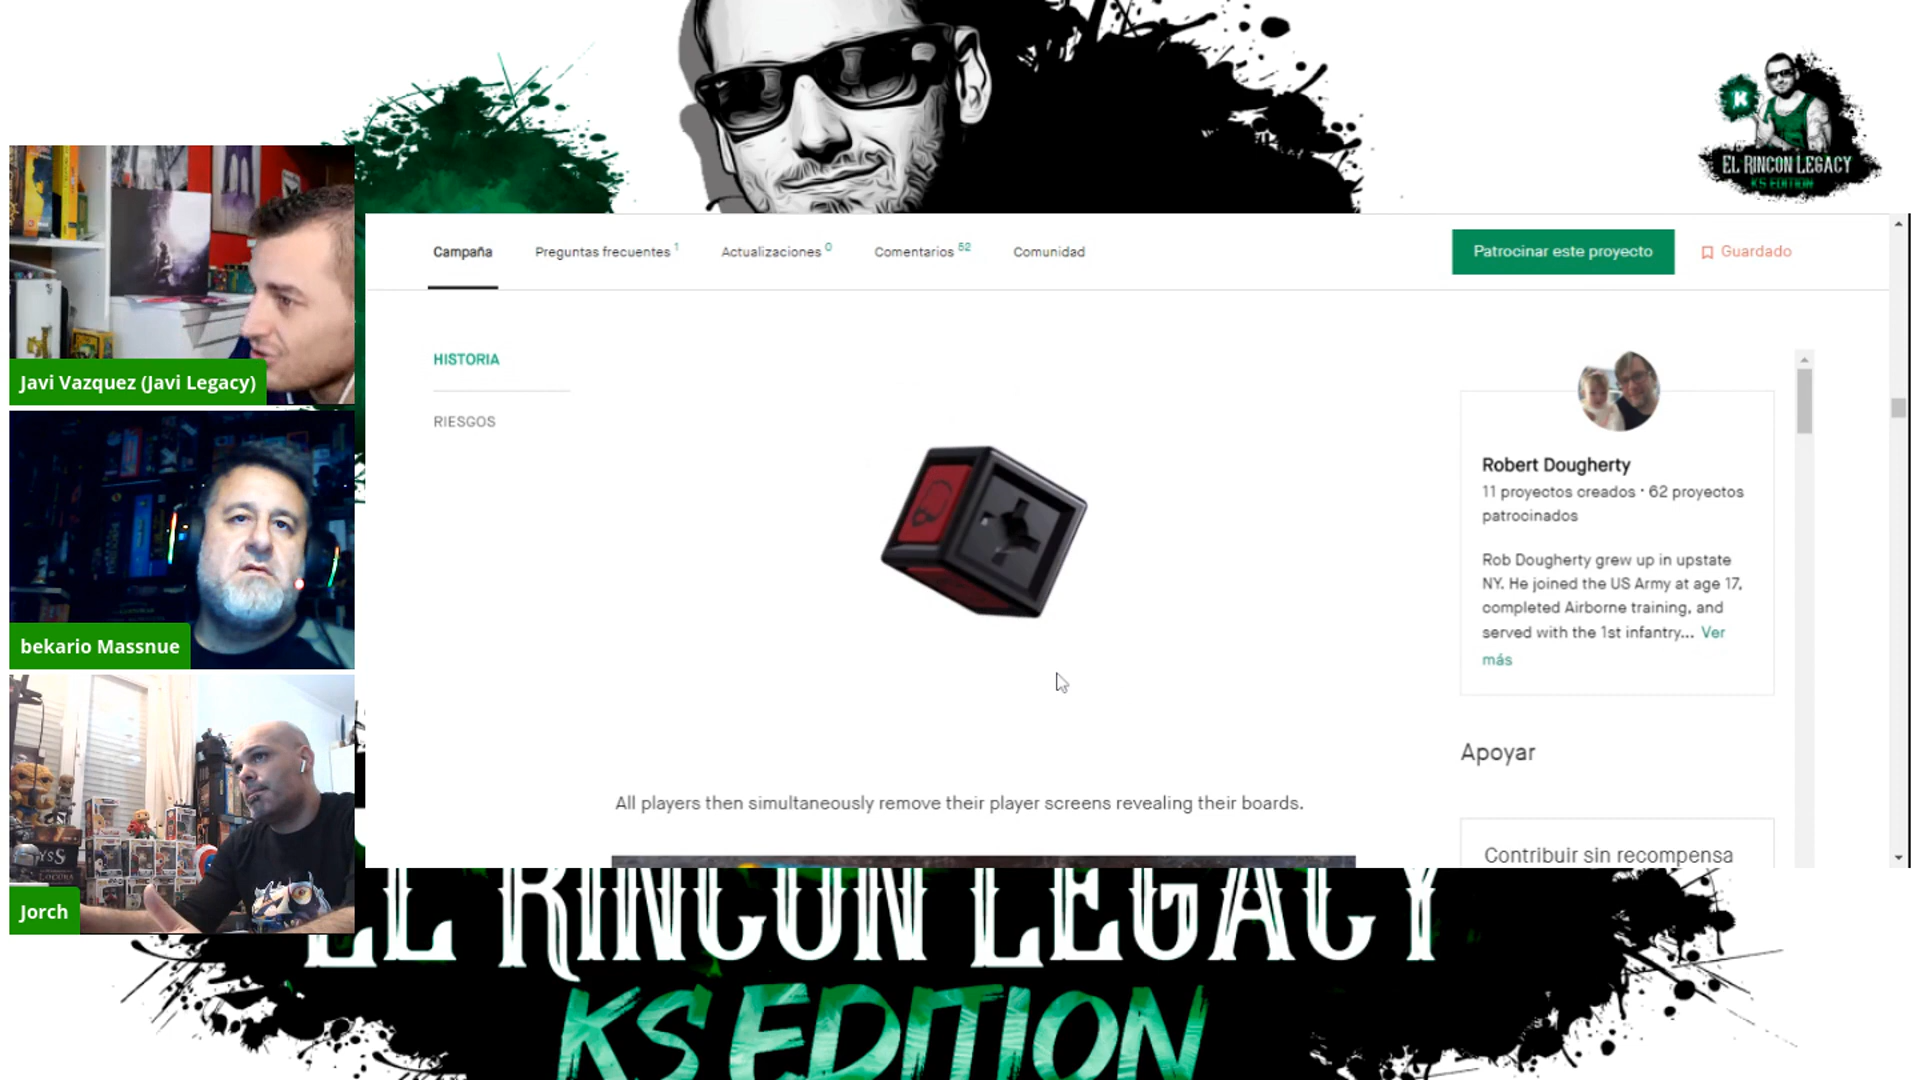 K
EL RINCON LEGACY
KS EDITION
Campaña
Preguntas frecuentes 1
Actualizaciones 0
Comentarios 52
Comunidad
Patrocinar este proyecto
Guardado
HISTORIA
RIESGOS
Robert Dougherty
11 proyectos creados · 62 proyectos
patrocinados
Rob Dougherty grew up in upstate
NY. He joined the US Army at age 17,
completed Airborne training, and
served with the 1st infantry... Ver
más
Apoyar
All players then simultaneously remove their player screens revealing their boards.
Contribuir sin recompensa
Javi Vazquez (Javi Legacy)
bekario Massnue
Jorch
EL RINCON LEGACY
KS EDITION